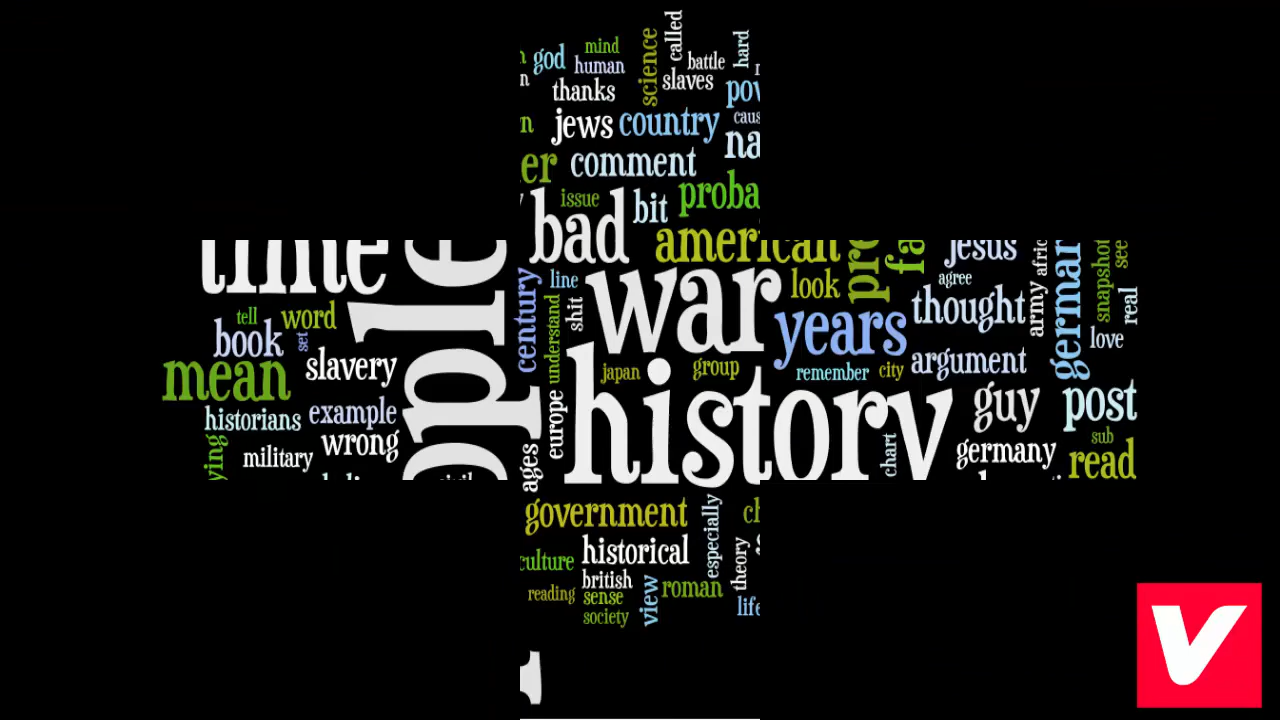 god
mind
human
science
called
battle
hard
thanks
slaves
jews
country
comment
issue
bad
bit
american
jesus
time
century
line
war
look
agree
thought
army
snapshot
see
real
tell
word
book
set
understand
shit
years
love
mean
slavery
japan
group
remember
city
argument
historians
example
europe
history
guy
post
wrong
military
ages
chart
germany
sub
read
government
especially
culture
historical
theory
british
reading
sense
view
roman
society
life
V